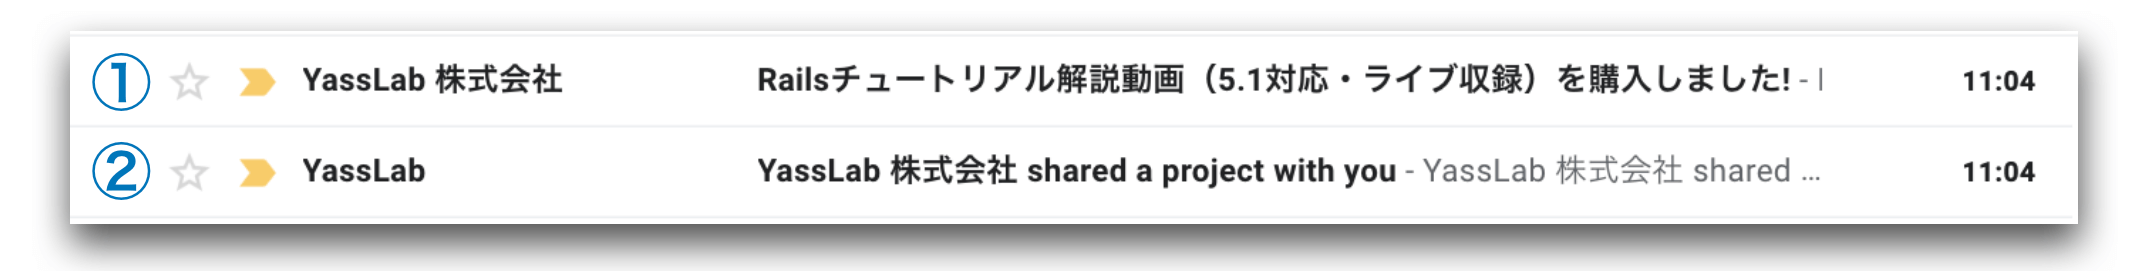 ① YassLab 株式会社 Railsチュートリアル解説動画（5.1対応・ライブ収録）を購入しました! - 11:04
② YassLab YassLab 株式会社 shared a project with you - YassLab 株式会社 shared ... 11:04